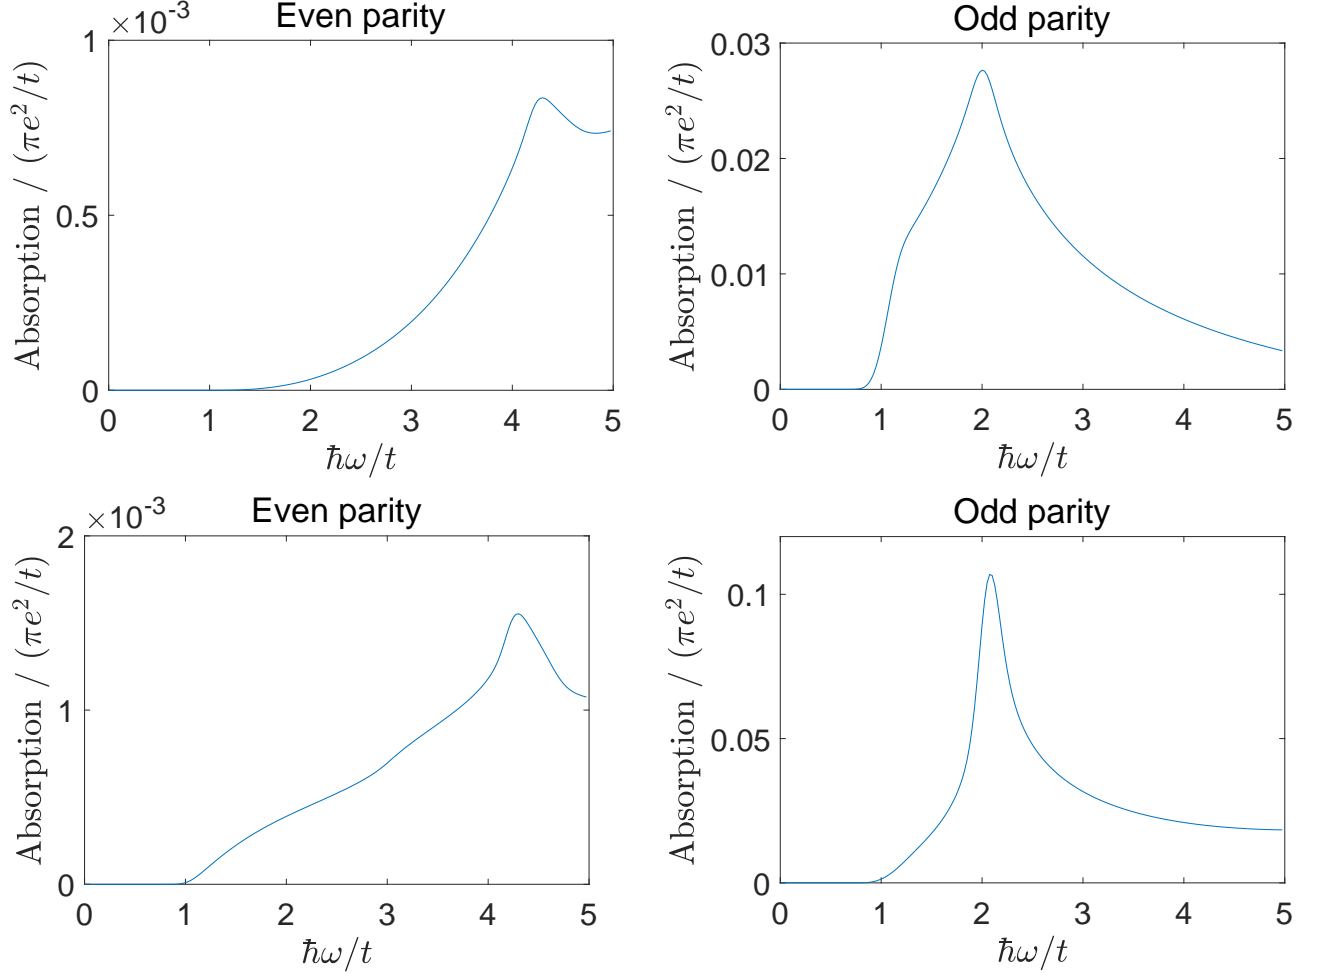 Even parity
×10⁻³
1
0.5
0
0 1 2 3 4 5
ħω/t
Absorption / (πe²/t)
Odd parity
0.03
0.02
0.01
0
0 1 2 3 4 5
ħω/t
Absorption / (πe²/t)
Even parity
×10⁻³
2
1
0
0 1 2 3 4 5
ħω/t
Absorption / (πe²/t)
Odd parity
0.1
0.05
0
0 1 2 3 4 5
ħω/t
Absorption / (πe²/t)